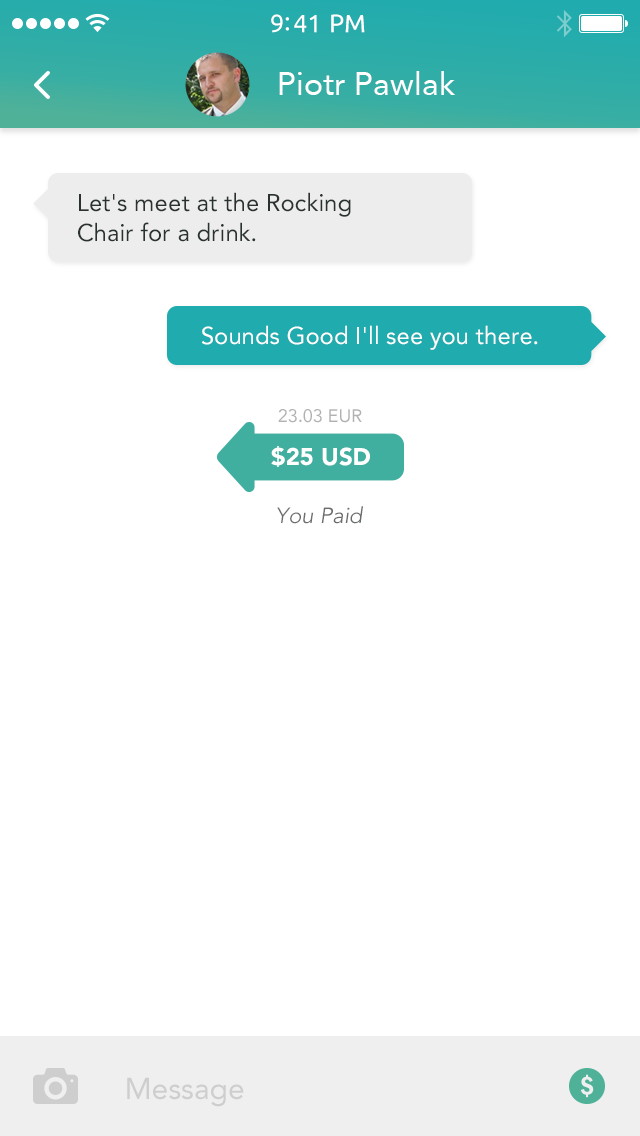 9:41 PM
Piotr Pawlak
Let's meet at the Rocking
Chair for a drink.
Sounds Good I'll see you there.
23.03 EUR
$25 USD
You Paid
Message
$